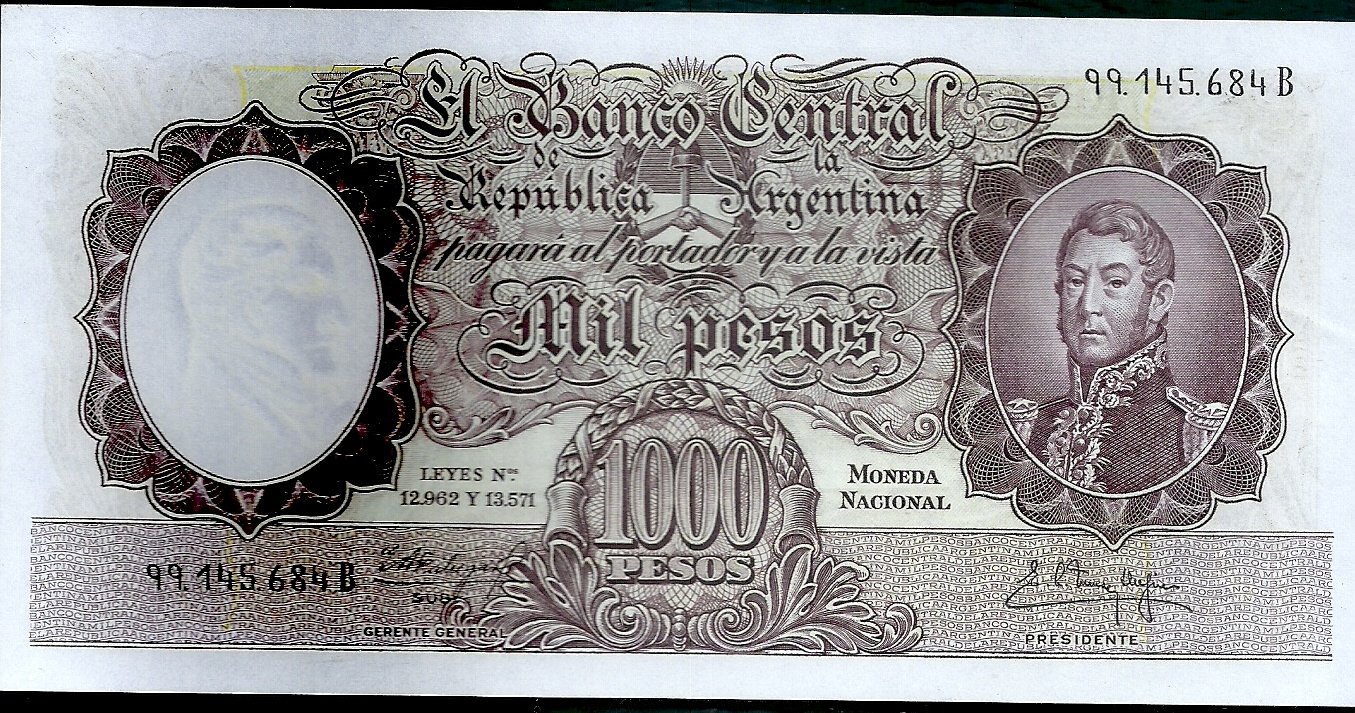 99.145.684 B
El Banco Central
de la
República Argentina
pagará al portador y a la vista
Mil pesos
LEYES Nos
12.962 Y 13.571
1000
PESOS
MONEDA
NACIONAL
99.145.684 B
GERENTE GENERAL
PRESIDENTE